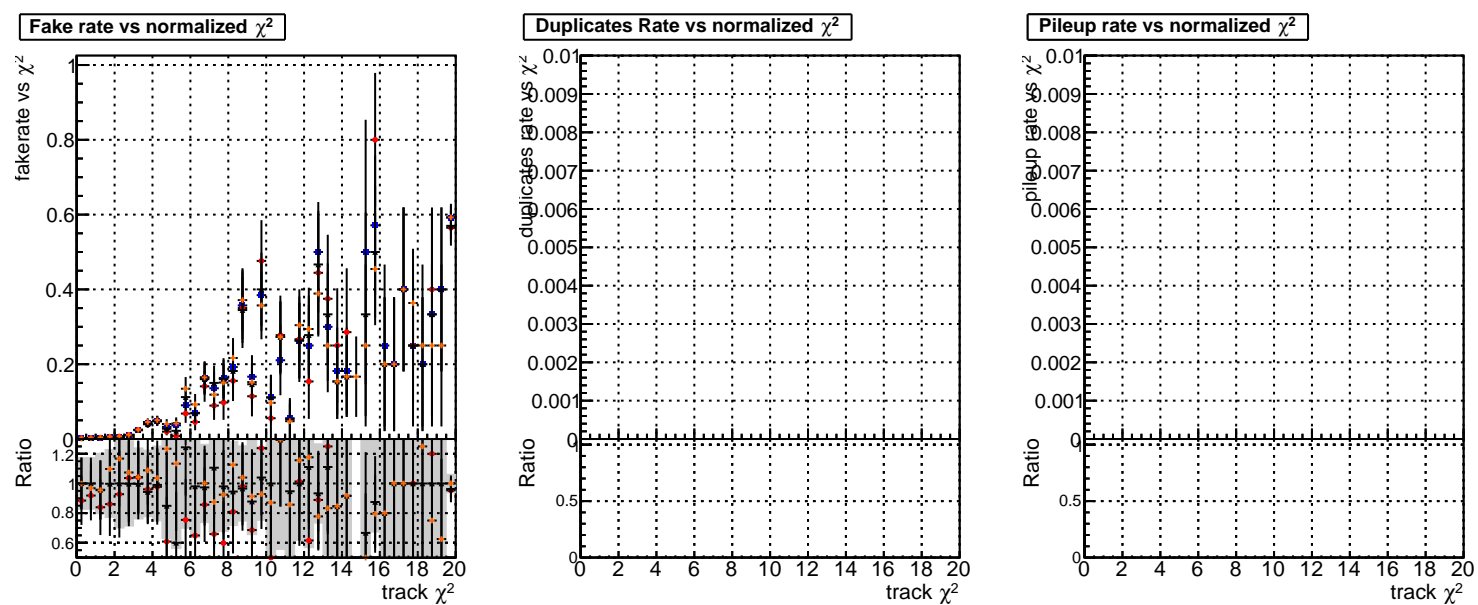 Fake rate vs normalized χ²
fakerate vs χ²
1
0.8
0.6
0.4
0.2
0
Ratio
1.2
1
0.8
0.6
0 2 4 6 8 10 12 14 16 18 20
track χ²
Duplicates Rate vs normalized χ²
duplicates rate vs χ²
0.01
0.009
0.008
0.007
0.006
0.005
0.004
0.003
0.002
0.001
0
Ratio
1
0.5
0
0 2 4 6 8 10 12 14 16 18 20
track χ²
Pileup rate vs normalized χ²
pileup rate vs χ²
0.01
0.009
0.008
0.007
0.006
0.005
0.004
0.003
0.002
0.001
0
Ratio
1
0.5
0
0 2 4 6 8 10 12 14 16 18 20
track χ²